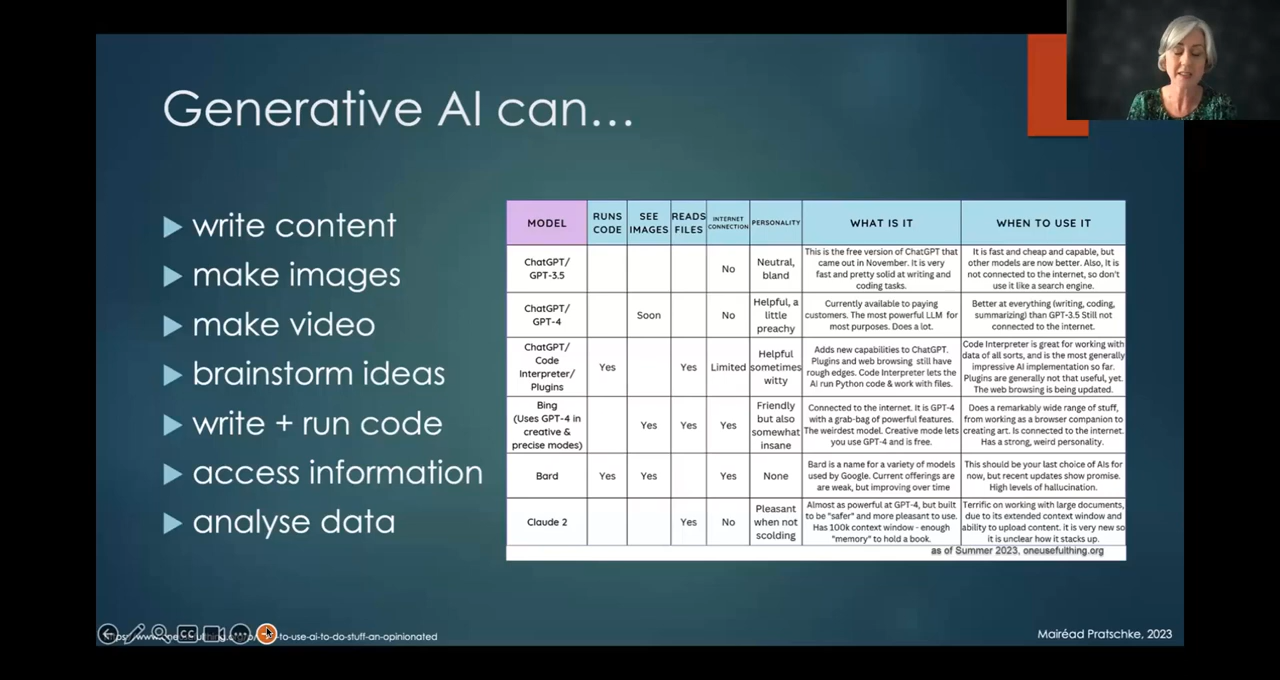 Generative AI can…
write content
make images
make video
brainstorm ideas
write + run code
access information
analyse data
MODEL
RUNS
CODE
SEE
IMAGES
READS
FILES
INTERNET
CONNECTION
PERSONALITY
WHAT IS IT
WHEN TO USE IT
ChatGPT/
GPT-3.5
No
Neutral,
bland
This is the free version of ChatGPT that
came out in November. It is very
fast and pretty solid at writing and
coding tasks.
It is fast and cheap and capable, but
other models are now better. Also, It is
not connected to the internet, so don't
use it like a search engine.
ChatGPT/
GPT-4
Soon
No
Helpful, a
little
preachy
Currently available to paying
customers. The most powerful LLM for
most purposes. Does a lot.
Better at everything (writing, coding,
summarizing) than GPT-3.5 Still not
connected to the internet.
ChatGPT/
Code
Interpreter/
Plugins
Yes
Yes
Limited
Helpful
sometimes
witty
Adds new capabilities to ChatGPT.
Plugins and web browsing still have
rough edges. Code Interpreter lets the
AI run Python code & work with files.
Code Interpreter is great for working with
data of all sorts, and is the most generally
impressive AI implementation so far.
Plugins are generally not that useful, yet.
The web browsing is being updated.
Bing
(Uses GPT-4 in
creative &
precise modes)
Yes
Yes
Yes
Friendly
but also
somewhat
insane
Connected to the internet. It is GPT-4
with a grab-bag of powerful features.
The weirdest model. Creative mode lets
you use GPT-4 and is free.
Does a remarkably wide range of stuff,
from working as a browser companion to
creating art. Is connected to the internet.
Has a strong, weird personality.
Bard
Yes
Yes
Yes
None
Bard is a name for a variety of models
used by Google. Current offerings are
are weak, but improving over time
This should be your last choice of AIs for
now, but recent updates show promise.
High levels of hallucination.
Claude 2
Yes
No
Pleasant
when not
scolding
Almost as powerful at GPT-4, but built
to be "safer" and more pleasant to use.
Has 100k context window - enough
"memory" to hold a book.
Terrific on working with large documents,
due to its extended context window and
ability to upload content. it is very new so
it is unclear how it stacks up.
as of Summer 2023, oneusefulthing.org
CC
-to-use-ai-to-do-stuff-an-opinionated
Mairéad Pratschke, 2023